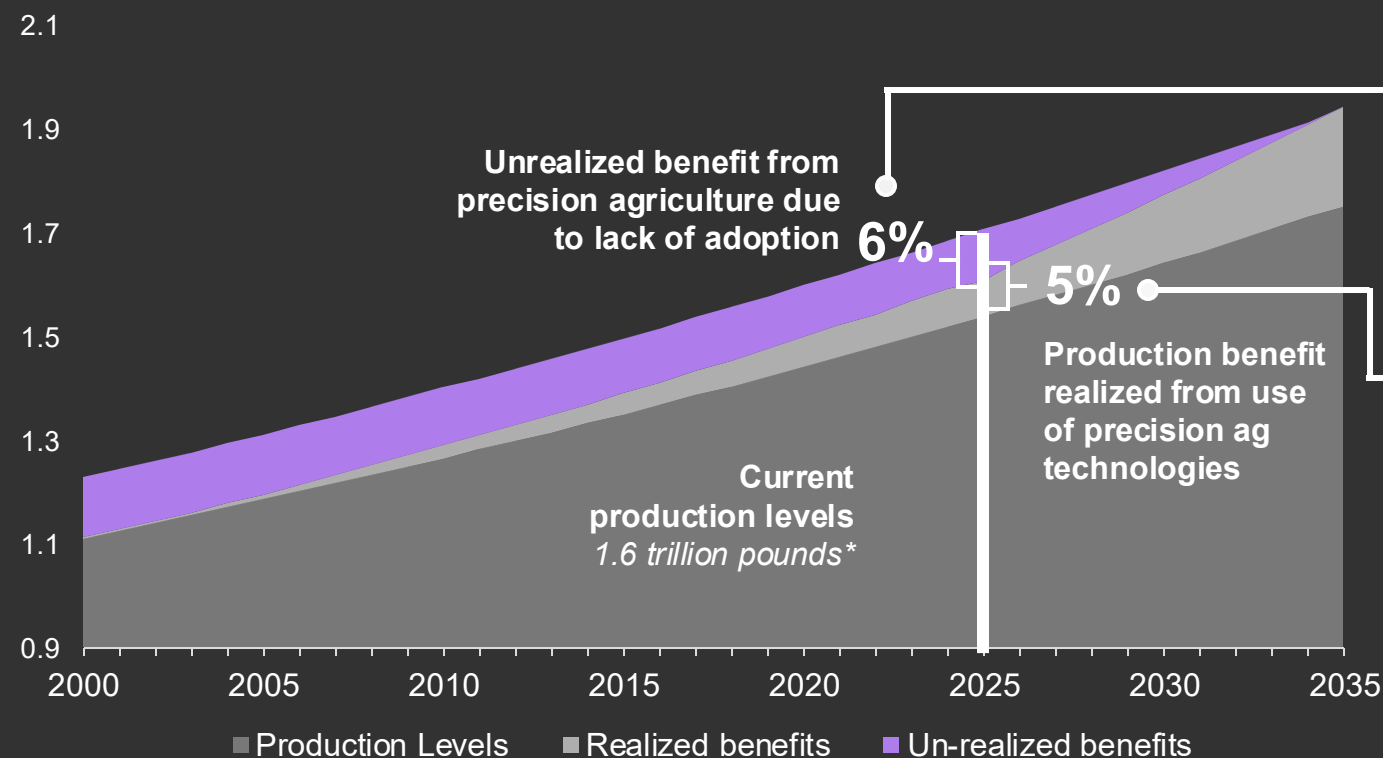 2.1
1.9
1.7
1.5
1.3
1.1
0.9
Unrealized benefit from
precision agriculture due
to lack of adoption
6%
5%
Production benefit
realized from use
of precision ag
technologies
Current
production levels
1.6 trillion pounds*
2000 2005 2010 2015 2020 2025 2030 2035
Production Levels Realized benefits Un-realized benefits